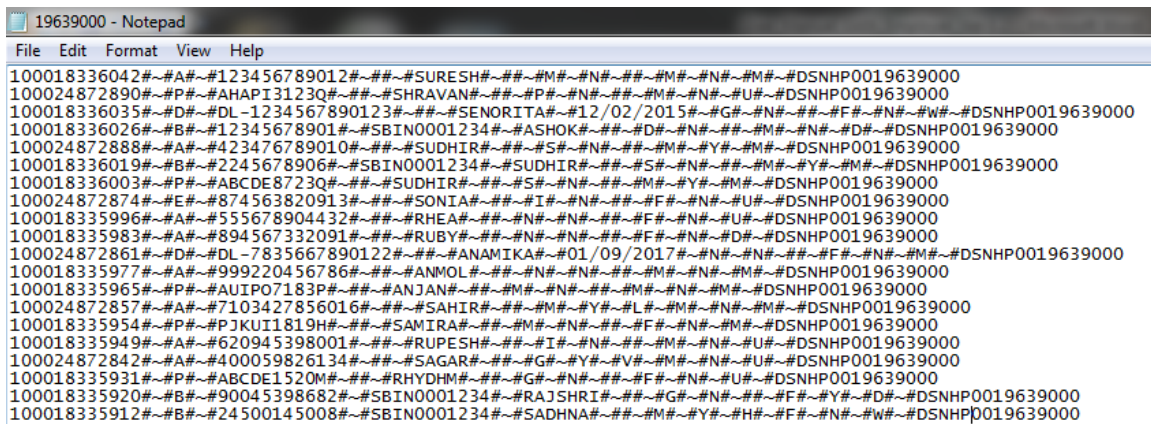 19639000 - Notepad
File Edit Format View Help
100018336042#~#A#~#123456789012#~##~#SURESH#~##~#M#~#N#~##~#M#~#N#~#M#~#DSNHP0019639000
100024872890#~#P#~#AHAPI3123Q#~##~#SHRAVAN#~##~#P#~#N#~##~#M#~#N#~#U#~#DSNHP0019639000
100018336035#~#D#~#DL-1234567890123#~##~#SENORITA#~#12/02/2015#~#G#~#N#~##~#F#~#N#~#W#~#DSNHP0019639000
100018336026#~#B#~#12345678901#~#SBIN0001234#~#ASHOK#~##~#D#~#N#~##~#M#~#N#~#D#~#DSNHP0019639000
100024872888#~#A#~#423476789010#~##~#SUDHIR#~##~#S#~#N#~##~#M#~#Y#~#M#~#DSNHP0019639000
100018336019#~#B#~#2245678906#~#SBIN0001234#~#SUDHIR#~##~#S#~#N#~##~#M#~#Y#~#M#~#DSNHP0019639000
100018336003#~#P#~#ABCDE8723Q#~##~#SUDHIR#~##~#S#~#N#~##~#M#~#Y#~#M#~#DSNHP0019639000
100024872874#~#E#~#874563820913#~##~#SONIA#~##~#I#~#N#~##~#F#~#N#~#U#~#DSNHP0019639000
100018335996#~#A#~#555678904432#~##~#RHEA#~##~#N#~#N#~##~#F#~#N#~#U#~#DSNHP0019639000
100018335983#~#A#~#894567332091#~##~#RUBY#~##~#N#~#N#~##~#F#~#N#~#D#~#DSNHP0019639000
100024872861#~#D#~#DL-7835667890122#~##~#ANAMIKA#~#01/09/2017#~#N#~#N#~##~#F#~#N#~#M#~#DSNHP0019639000
100018335977#~#A#~#999220456786#~##~#ANMOL#~##~#N#~#N#~##~#M#~#N#~#M#~#DSNHP0019639000
100018335965#~#P#~#AUIPO7183P#~##~#ANJAN#~##~#M#~#N#~##~#M#~#N#~#M#~#DSNHP0019639000
100024872857#~#A#~#7103427856016#~##~#SAHIR#~##~#M#~#Y#~#L#~#M#~#N#~#M#~#DSNHP0019639000
100018335954#~#P#~#PJKUI1819H#~##~#SAMIRA#~##~#M#~#N#~##~#F#~#N#~#M#~#DSNHP0019639000
100018335949#~#A#~#620945398001#~##~#RUPESH#~##~#I#~#N#~##~#M#~#N#~#U#~#DSNHP0019639000
100024872842#~#A#~#400059826134#~##~#SAGAR#~##~#G#~#Y#~#V#~#M#~#N#~#U#~#DSNHP0019639000
100018335931#~#P#~#ABCDE1520M#~##~#RHYDHM#~##~#G#~#N#~##~#F#~#N#~#U#~#DSNHP0019639000
100018335920#~#B#~#90045398682#~#SBIN0001234#~#RAJSHRI#~##~#G#~#N#~##~#F#~#Y#~#D#~#DSNHP0019639000
100018335912#~#B#~#24500145008#~#SBIN0001234#~#SADHNA#~##~#M#~#Y#~#H#~#F#~#N#~#W#~#DSNHP0019639000